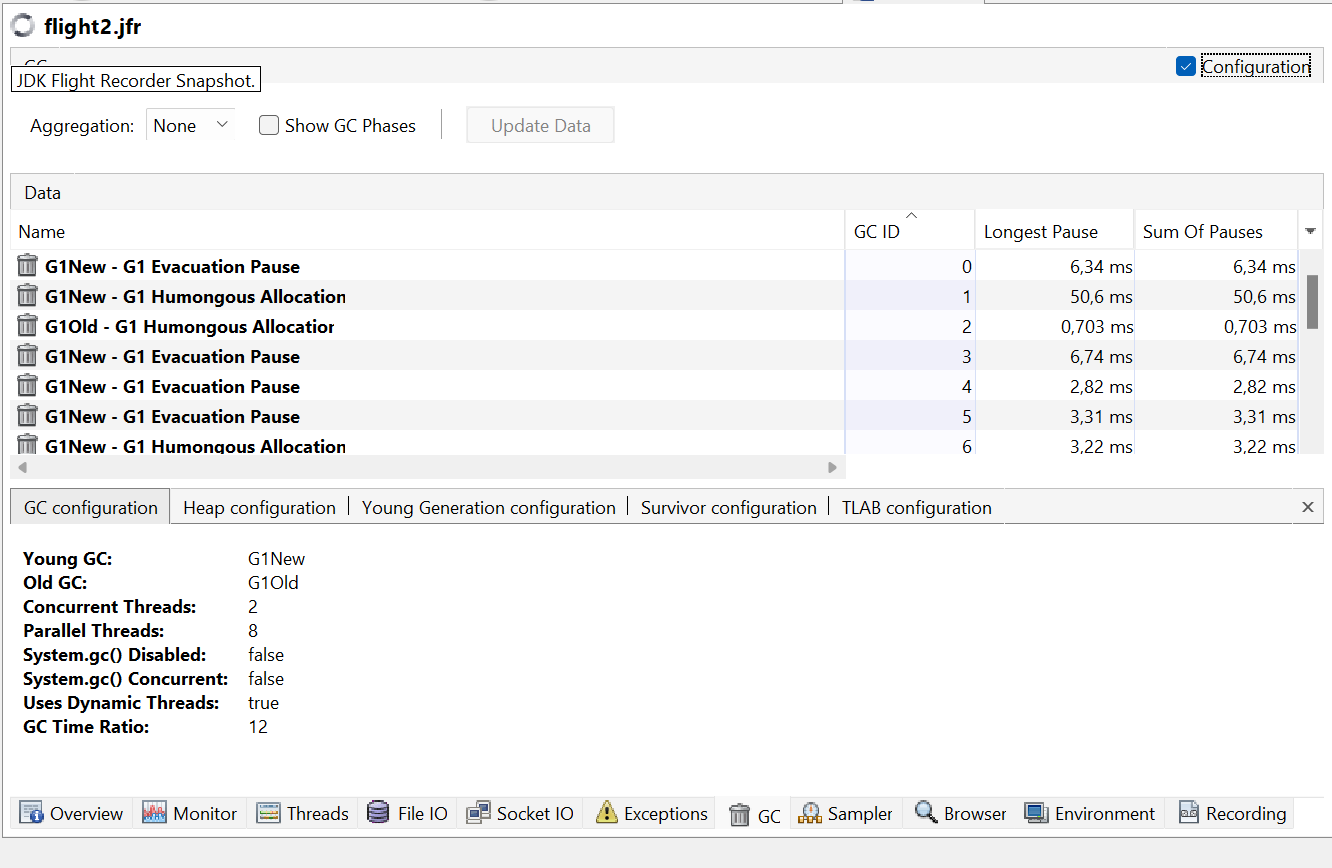 flight2.jfr
JDK Flight Recorder Snapshot.
Configuration
Aggregation: None Show GC Phases Update Data
Data
Name GC ID Longest Pause Sum Of Pauses
G1New - G1 Evacuation Pause 0 6,34 ms 6,34 ms
G1New - G1 Humongous Allocation 1 50,6 ms 50,6 ms
G1Old - G1 Humongous Allocation 2 0,703 ms 0,703 ms
G1New - G1 Evacuation Pause 3 6,74 ms 6,74 ms
G1New - G1 Evacuation Pause 4 2,82 ms 2,82 ms
G1New - G1 Evacuation Pause 5 3,31 ms 3,31 ms
G1New - G1 Humongous Allocation 6 3,22 ms 3,22 ms
GC configuration Heap configuration Young Generation configuration Survivor configuration TLAB configuration
Young GC: G1New
Old GC: G1Old
Concurrent Threads: 2
Parallel Threads: 8
System.gc() Disabled: false
System.gc() Concurrent: false
Uses Dynamic Threads: true
GC Time Ratio: 12
Overview Monitor Threads File IO Socket IO Exceptions GC Sampler Browser Environment Recording